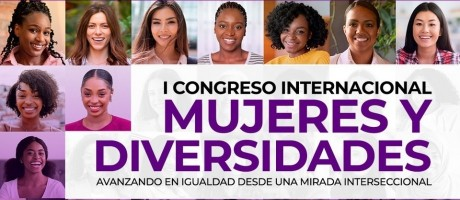 I CONGRESO INTERNACIONAL
MUJERES Y
DIVERSIDADES
AVANZANDO EN IGUALDAD DESDE UNA MIRADA INTERSECCIONAL